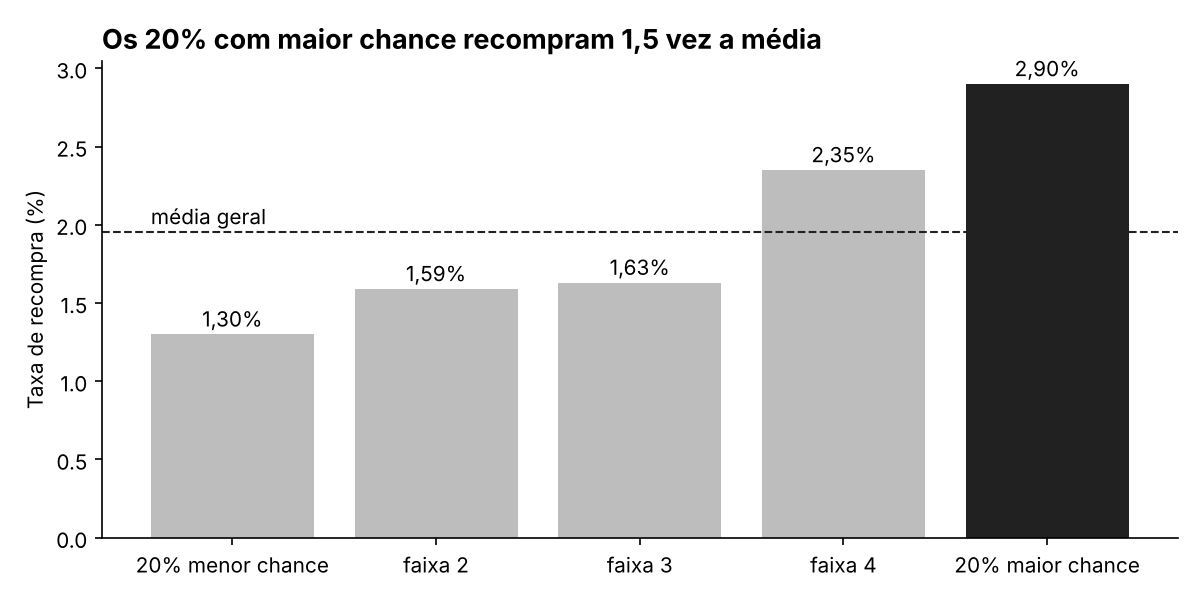 Os 20% com maior chance recompram 1,5 vez a média
Taxa de recompra (%)
3.0
2.5
2.0
1.5
1.0
0.5
0.0
média geral
1,30%
1,59%
1,63%
2,35%
2,90%
20% menor chance
faixa 2
faixa 3
faixa 4
20% maior chance